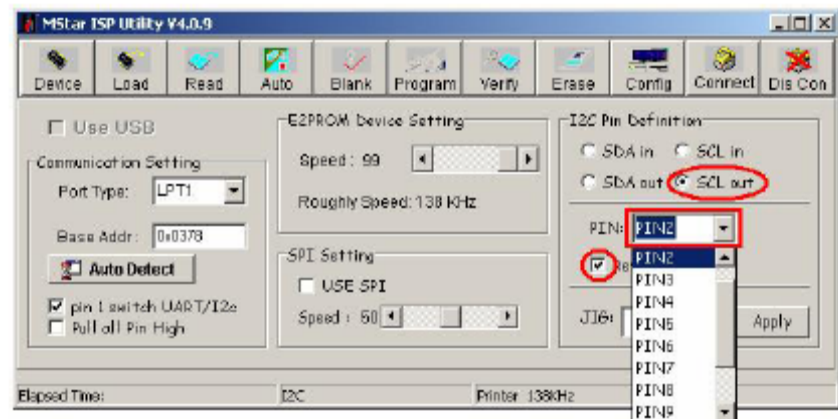 MStar ISP Utility V4.0.9
Device Load Read Auto Blank Program Verify Erase Config Connect Dis Con
Use USB
Communication Setting
Port Type: LPT1
Base Addr: 0x0378
Auto Detect
pin 1 switch UART/I2c
Pull all Pin High
E2PROM Device Setting
Speed: 99
Roughly Speed: 138 KHz
SPI Setting
USE SPI
Speed: 60
I2C Pin Definition
SDA in SCL in
SDA out SCL out
PIN: PIN2
PIN2
Re
PIN3
PIN4
JIG: PIN5 Apply
PIN6
PIN7
PIN8
PIN9
Elapsed Time: I2C Printer 138KHz